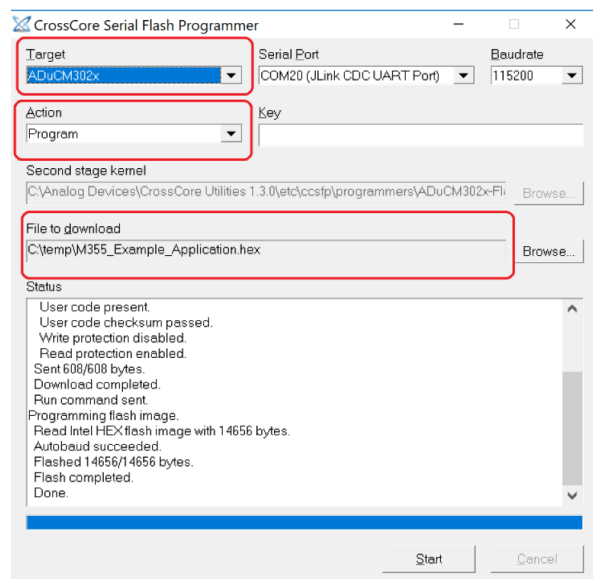 CrossCore Serial Flash Programmer
Target Serial Port Baudrate
ADuCM302x COM20 (JLink CDC UART Port) 115200
Action Key
Program
Second stage kernel
C:\Analog Devices\CrossCore Utilities 1.3.0\etc\ccsfp\programmers\ADuCM302x-Fl Browse...
File to download
C:\temp\M355_Example_Application.hex Browse...
Status
User code present.
User code checksum passed.
Write protection disabled.
Read protection enabled.
Sent 608/608 bytes.
Download completed.
Run command sent.
Programming flash image.
Read Intel HEX flash image with 14656 bytes.
Autobaud succeeded.
Flashed 14656/14656 bytes.
Flash completed.
Done.
Start Cancel